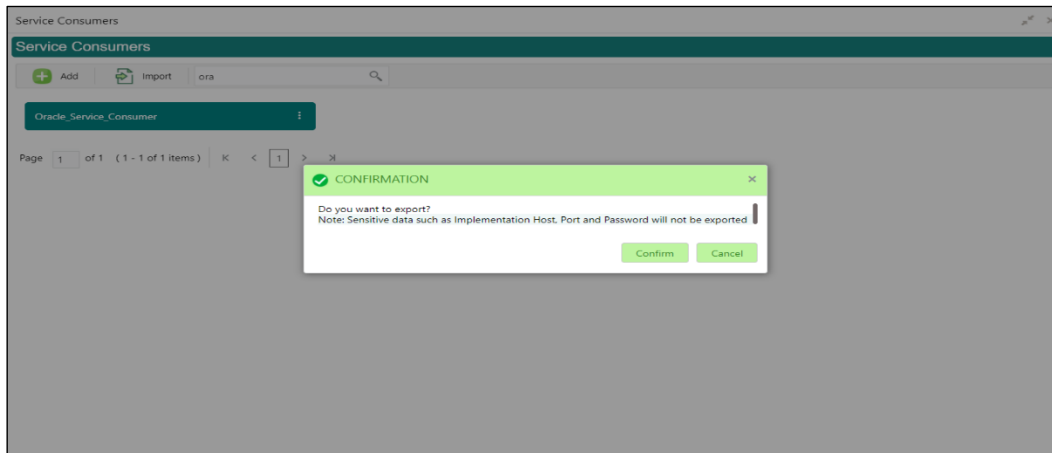 Service Consumers
Service Consumers
Add Import ora
Oracle_Service_Consumer
Page 1 of 1 (1 - 1 of 1 items) K < 1 > X
CONFIRMATION
Do you want to export?
Note: Sensitive data such as Implementation Host, Port and Password will not be exported
Confirm Cancel